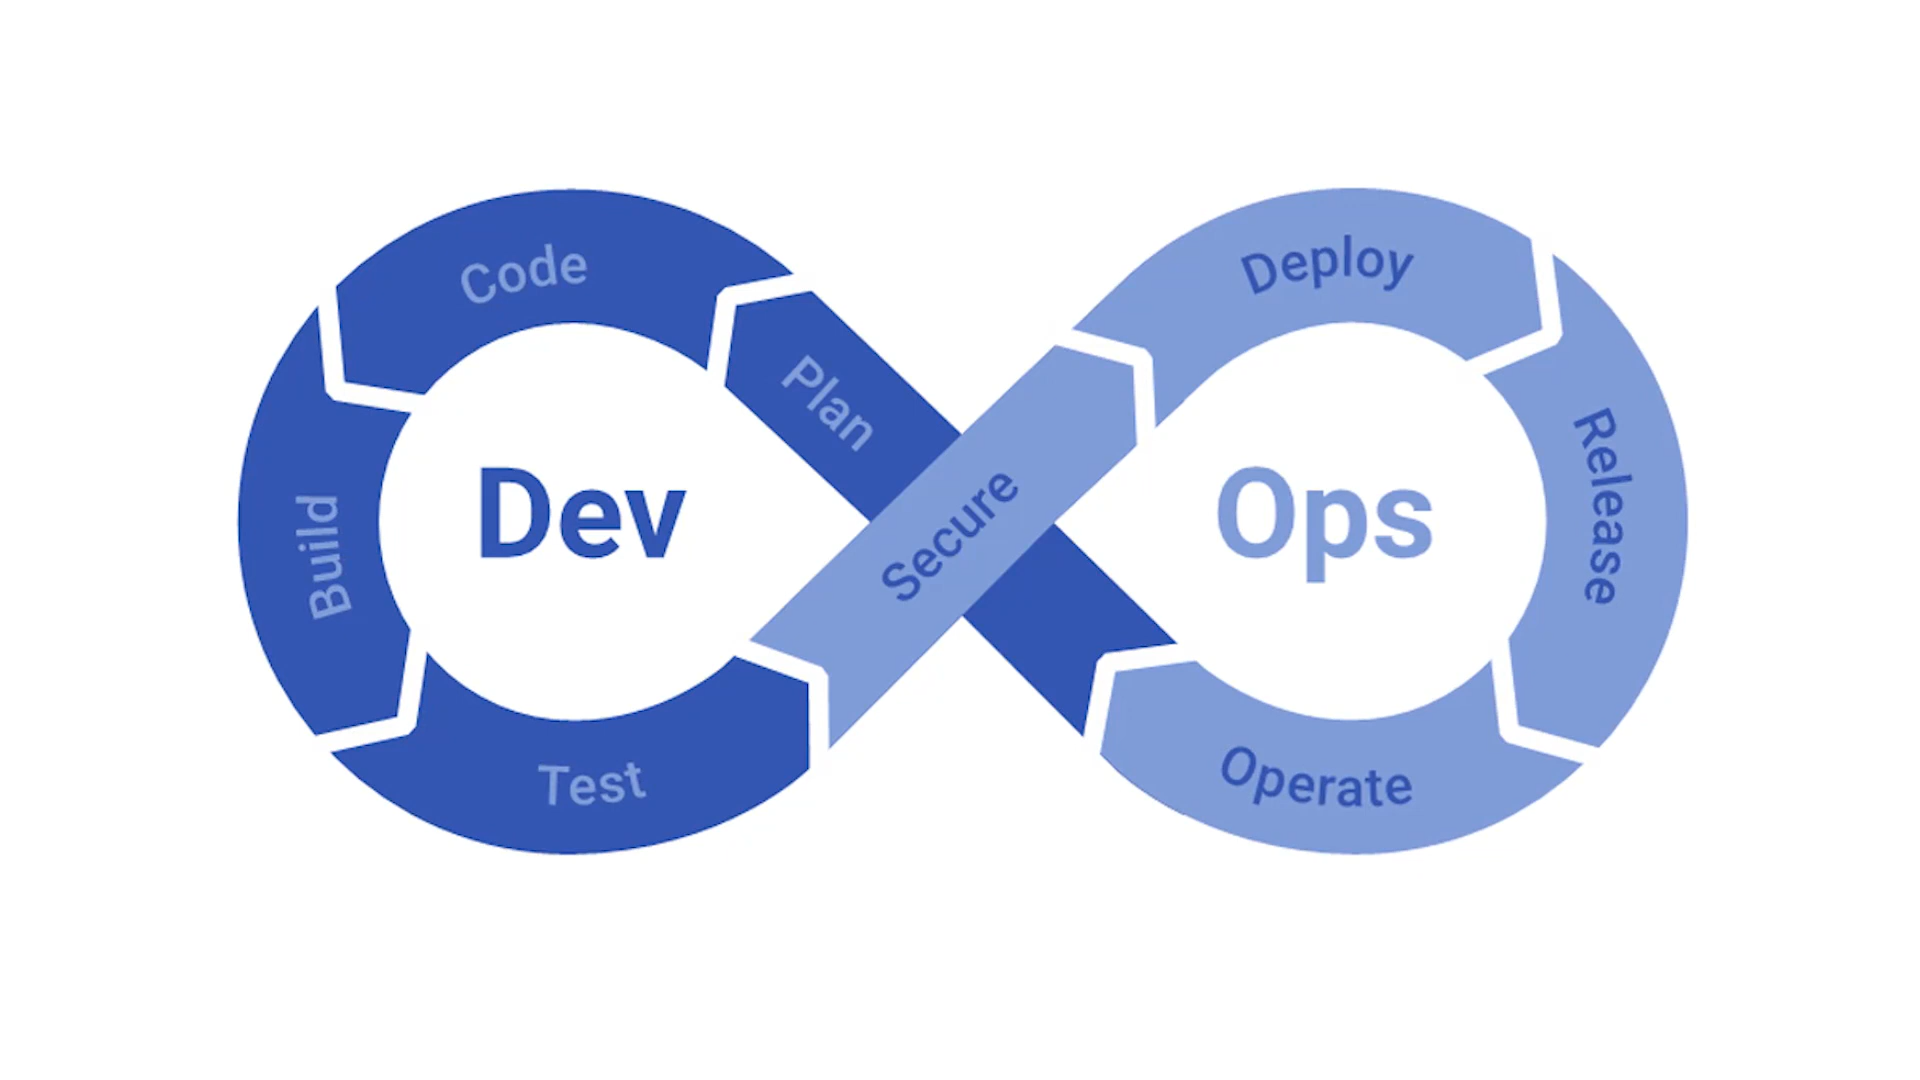 Code
Deploy
Plan
Release
Dev
Ops
Secure
Build
Test
Operate